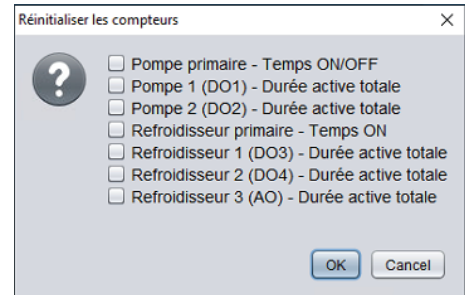 Réinitialiser les compteurs
Pompe primaire - Temps ON/OFF
Pompe 1 (DO1) - Durée active totale
Pompe 2 (DO2) - Durée active totale
Refroidisseur primaire - Temps ON
Refroidisseur 1 (DO3) - Durée active totale
Refroidisseur 2 (DO4) - Durée active totale
Refroidisseur 3 (AO) - Durée active totale
OK Cancel